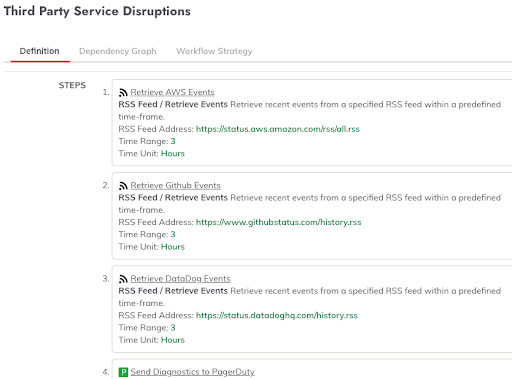 Third Party Service Disruptions
Definition Dependency Graph Workflow Strategy
STEPS
1. Retrieve AWS Events
RSS Feed / Retrieve Events Retrieve recent events from a specified RSS feed within a predefined
time-frame.
RSS Feed Address: https://status.aws.amazon.com/rss/all.rss
Time Range: 3
Time Unit: Hours
2. Retrieve Github Events
RSS Feed / Retrieve Events Retrieve recent events from a specified RSS feed within a predefined
time-frame.
RSS Feed Address: https://www.githubstatus.com/history.rss
Time Range: 3
Time Unit: Hours
3. Retrieve DataDog Events
RSS Feed / Retrieve Events Retrieve recent events from a specified RSS feed within a predefined
time-frame.
RSS Feed Address: https://status.datadoghq.com/history.rss
Time Range: 3
Time Unit: Hours
4. P Send Diagnostics to PagerDuty